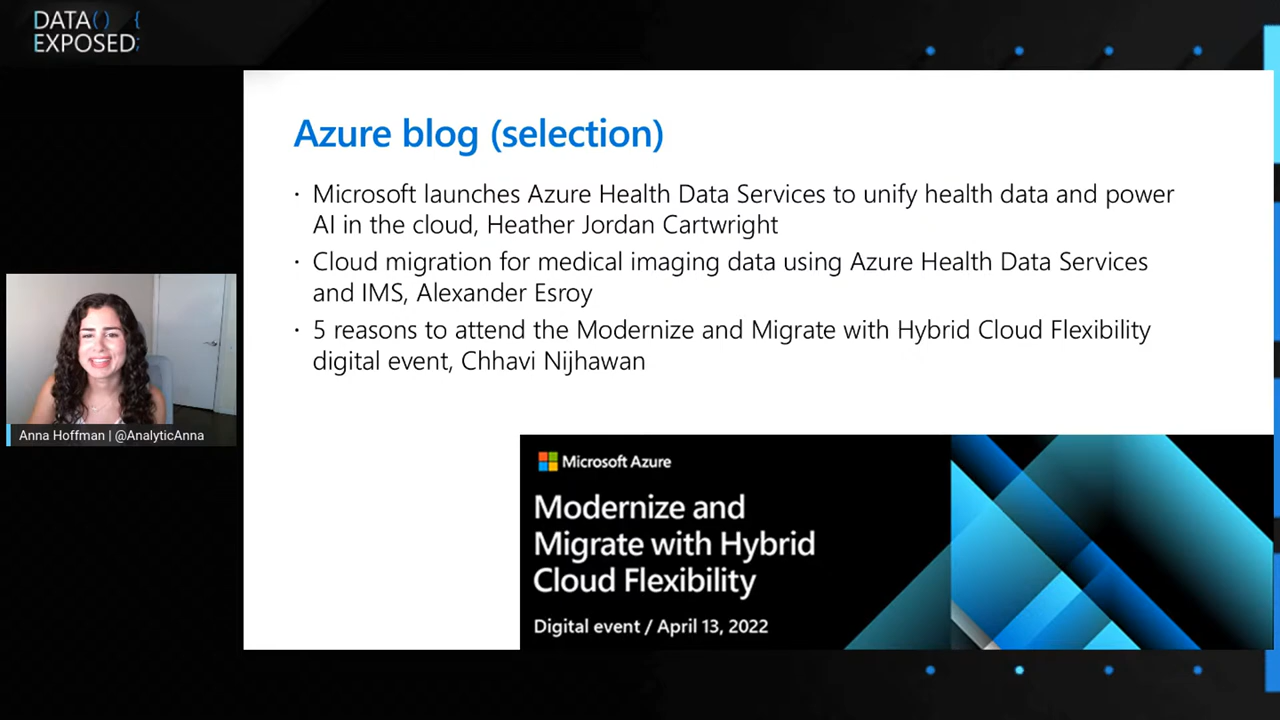 DATA() {
EXPOSED;
Azure blog (selection)
· Microsoft launches Azure Health Data Services to unify health data and power
AI in the cloud, Heather Jordan Cartwright
· Cloud migration for medical imaging data using Azure Health Data Services
and IMS, Alexander Esroy
· 5 reasons to attend the Modernize and Migrate with Hybrid Cloud Flexibility
digital event, Chhavi Nijhawan
Anna Hoffman | @AnalyticAnna
Microsoft Azure
Modernize and
Migrate with Hybrid
Cloud Flexibility
Digital event / April 13, 2022